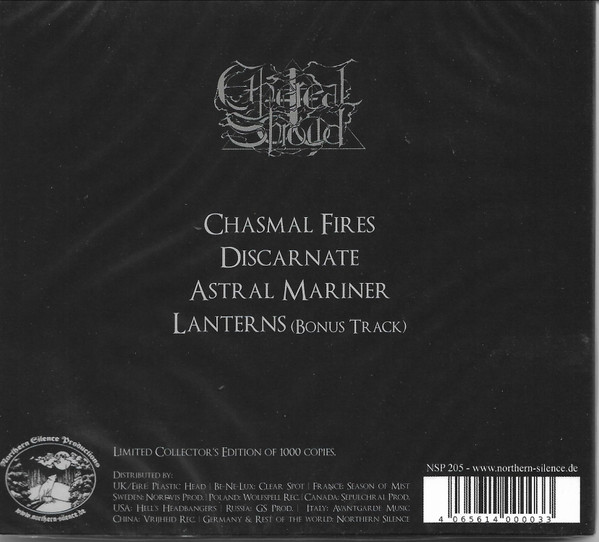 Ethereal
Shroud
Chasmal Fires
Discarnate
Astral Mariner
Lanterns (Bonus Track)
Northern Silence Productions
www.northern-silence.de
Limited Collector's Edition of 1000 copies.
Distributed by:
UK/Eire Plastic Head | Be-Ne-Lux: Clear Spot | France: Season of Mist
Sweden: Nordvis Prod. | Poland: Wolfspell Rec. | Canada: Sepulchral Prod.
USA: Hell's Headbangers | Russia: GS Prod. | Italy: Avantgarde Music
China: Vrijheid Rec. | Germany & Rest of the world: Northern Silence
NSP 205 - www.northern-silence.de
4 065614 000033